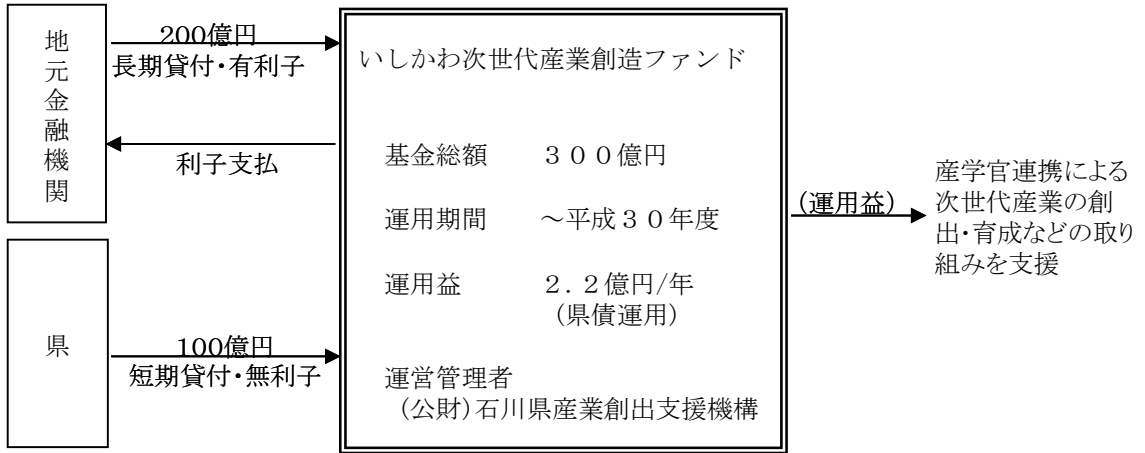 地元金融機関
200億円
長期貸付・有利子
利子支払
県
100億円
短期貸付・無利子
いしかわ次世代産業創造ファンド
基金総額　３００億円
運用期間　～平成３０年度
運用益　２．２億円/年
（県債運用）
運営管理者
（公財）石川県産業創出支援機構
（運用益）
産学官連携による
次世代産業の創
出・育成などの取り
組みを支援